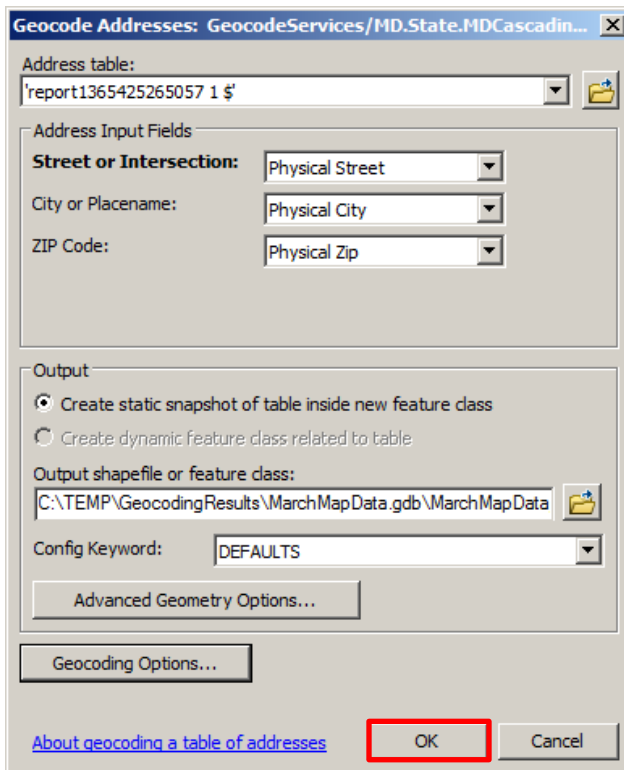 Geocode Addresses: GeocodeServices/MD.State.MDCascadin...
Address table:
'report1365425265057 1 $'
Address Input Fields
Street or Intersection:
Physical Street
City or Placename:
Physical City
ZIP Code:
Physical Zip
Output
Create static snapshot of table inside new feature class
Create dynamic feature class related to table
Output shapefile or feature class:
C:\TEMP\GeocodingResults\MarchMapData.gdb\MarchMapData
Config Keyword:
DEFAULTS
Advanced Geometry Options...
Geocoding Options...
About geocoding a table of addresses
OK
Cancel